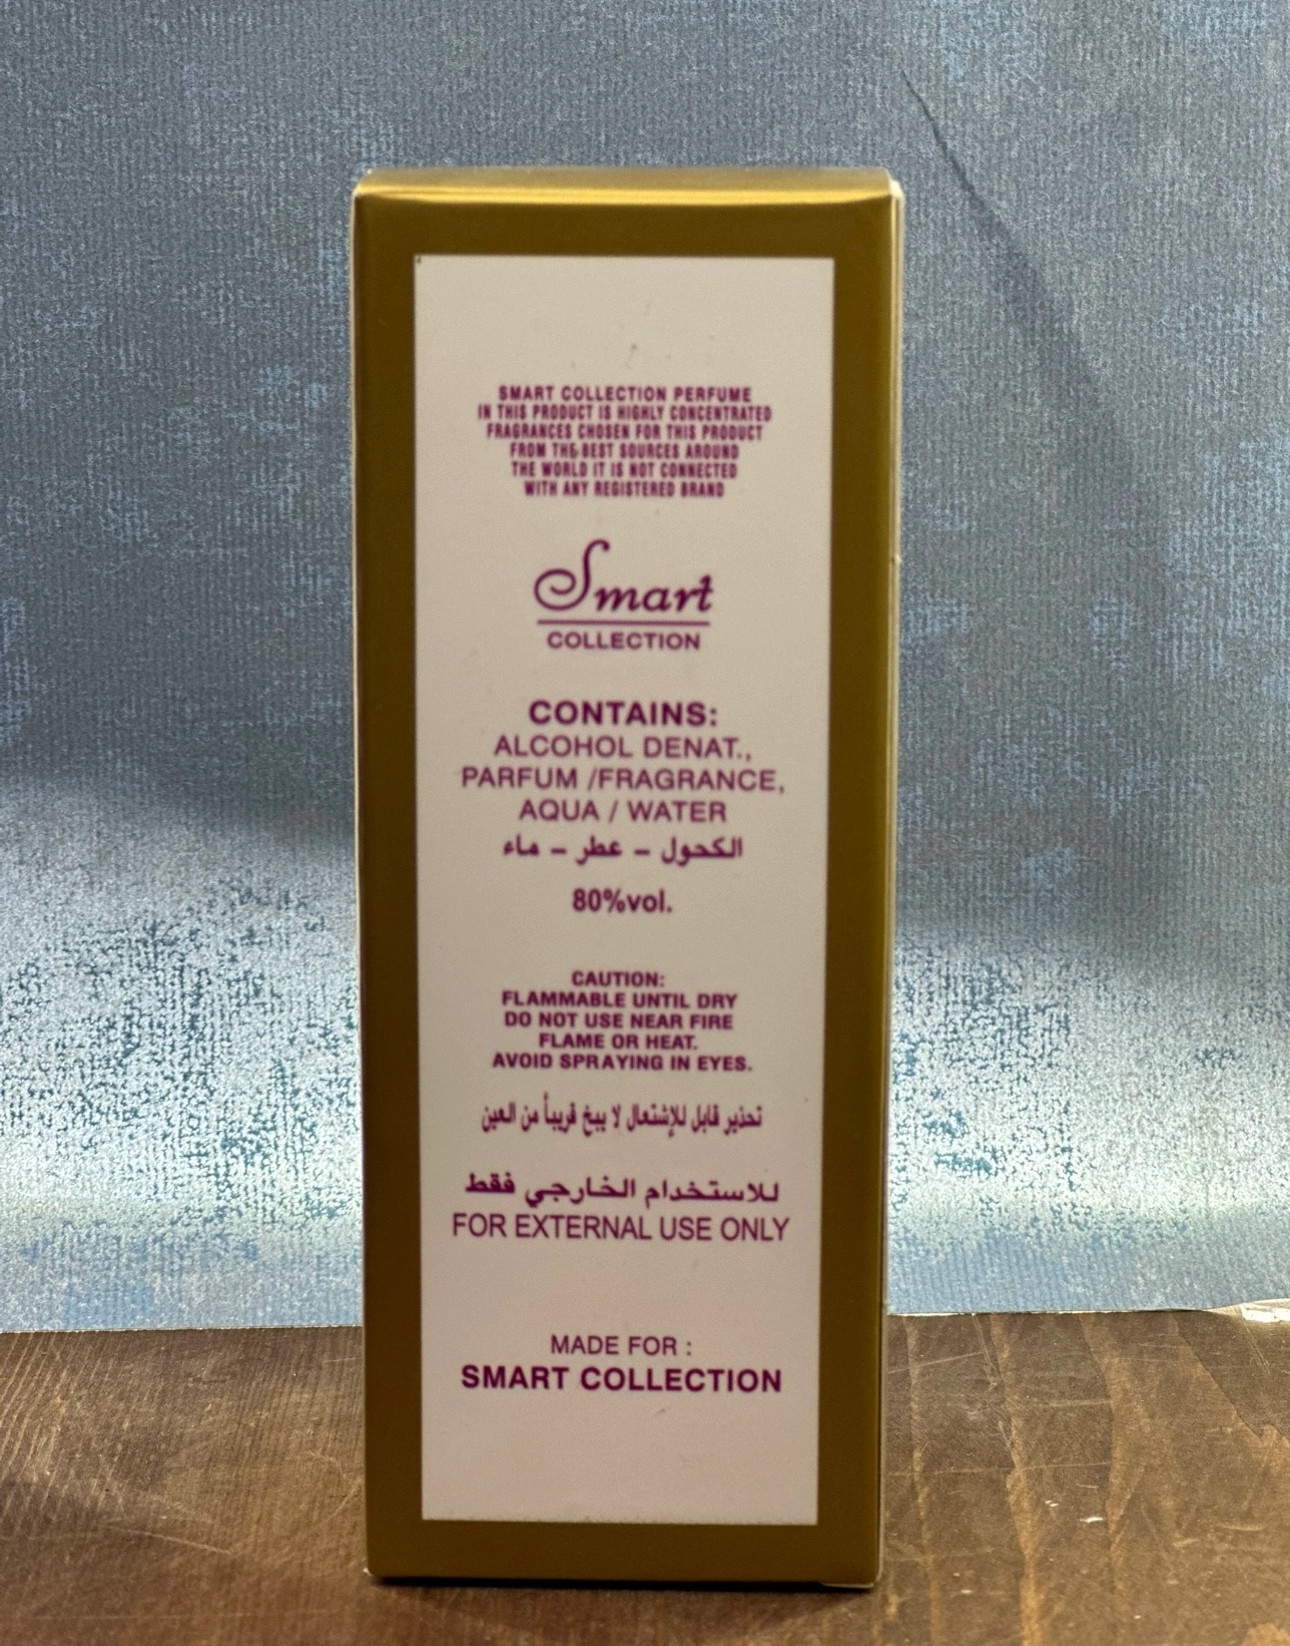 SMART COLLECTION PERFUME
IN THIS PRODUCT IS HIGHLY CONCENTRATED
FRAGRANCES CHOSEN FOR THIS PRODUCT
FROM THE BEST SOURCES AROUND
THE WORLD IT IS NOT CONNECTED
WITH ANY REGISTERED BRAND
Smart
COLLECTION
CONTAINS:
ALCOHOL DENAT.,
PARFUM /FRAGRANCE,
AQUA / WATER
الكحول – عطر – ماء
80%vol.
CAUTION:
FLAMMABLE UNTIL DRY
DO NOT USE NEAR FIRE
FLAME OR HEAT.
AVOID SPRAYING IN EYES.
تحذير قابل للإشتعال لا يبخ قريباً من العين
للاستخدام الخارجي فقط
FOR EXTERNAL USE ONLY
MADE FOR :
SMART COLLECTION